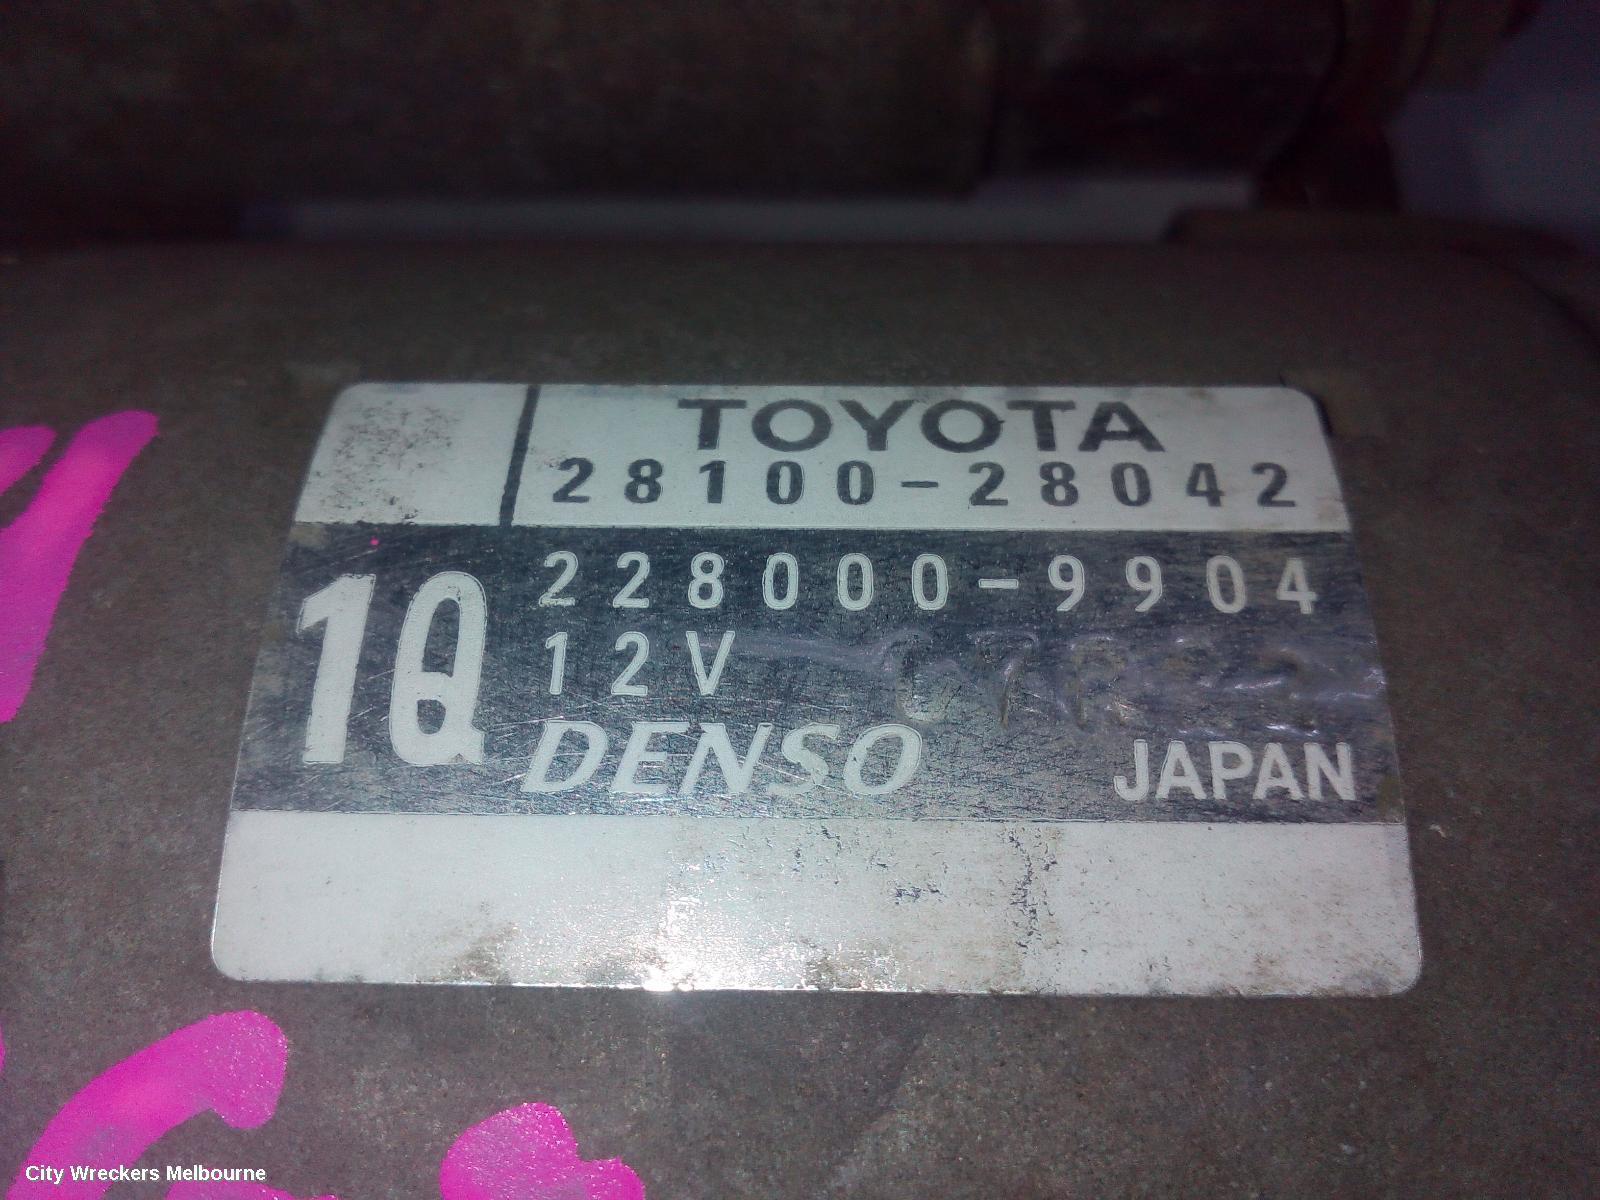 TOYOTA
28100-28042
1Q
228000-9904
12V
DENSO
JAPAN
City Wreckers Melbourne